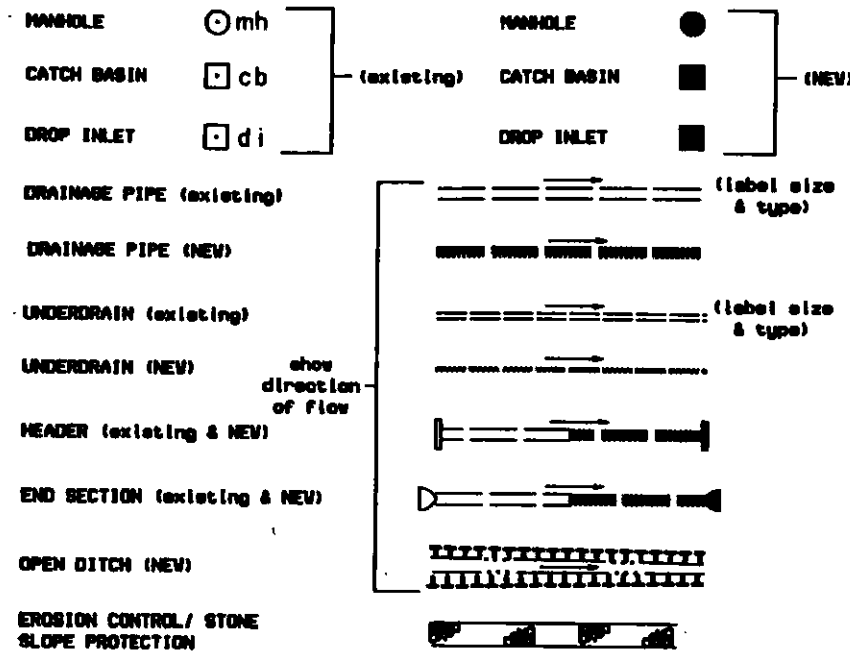 MANHOLE mh MANHOLE
CATCH BASIN cb (existing) CATCH BASIN (NEW)
DROP INLET di DROP INLET
DRAINAGE PIPE (existing) (label size
& type)
DRAINAGE PIPE (NEW)
UNDERDRAIN (existing) (label size
& type)
UNDERDRAIN (NEW) show
direction
of flow
HEADER (existing & NEW)
END SECTION (existing & NEW)
OPEN DITCH (NEW)
EROSION CONTROL/ STONE
SLOPE PROTECTION